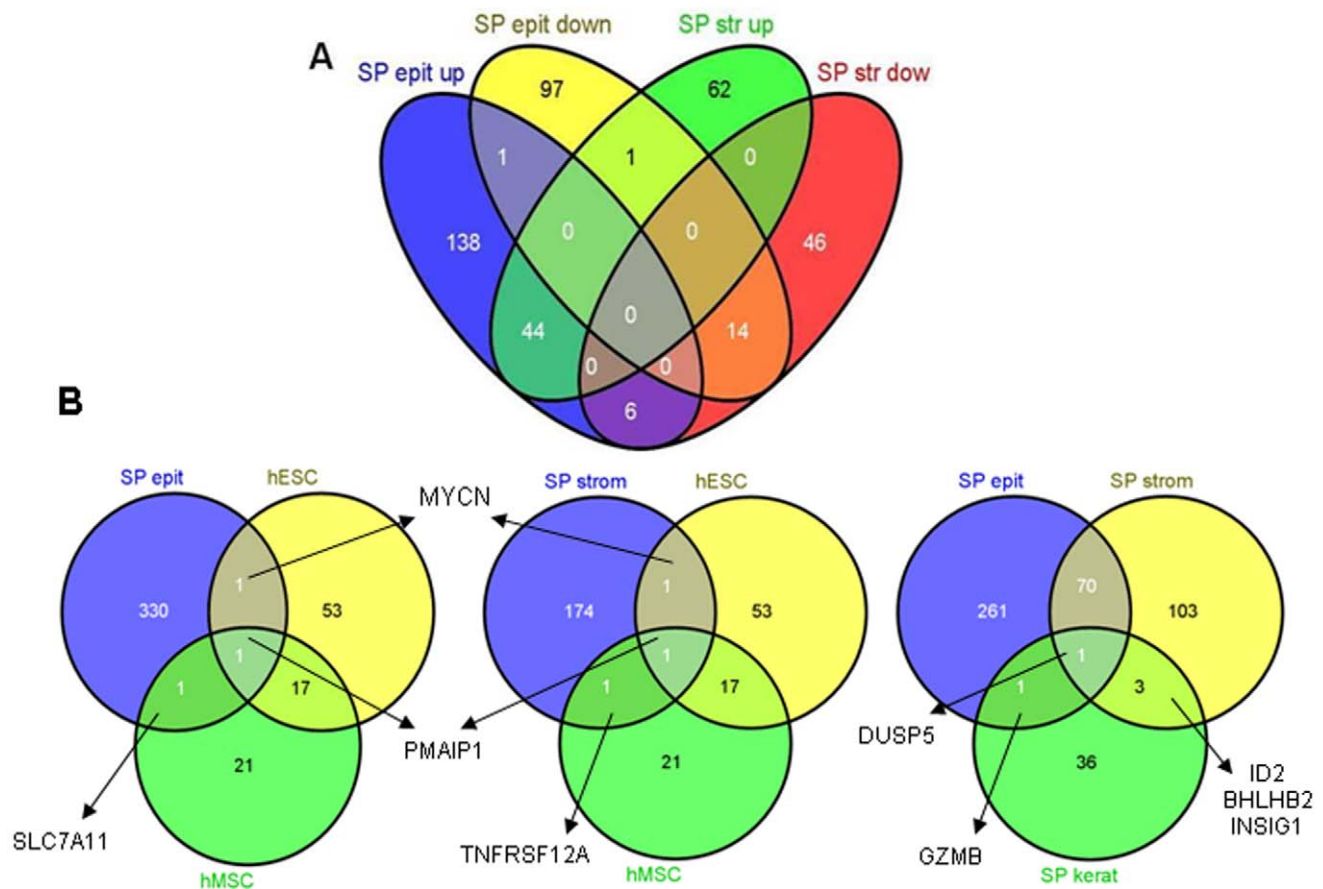 A
SP epit up
SP epit down
SP str up
SP str dow
97
62
1
1
0
138
0
0
46
44
0
14
0
0
6
B
SP epit
hESC
MYCN
SP strom
hESC
SP epit
SP strom
1
330
53
1
1
17
21
PMAIP1
SLC7A11
hMSC
1
174
53
1
1
17
21
TNFRSF12A
hMSC
70
261
103
1
1
3
DUSP5
36
ID2
BHLHB2
INSIG1
GZMB
SP kerat